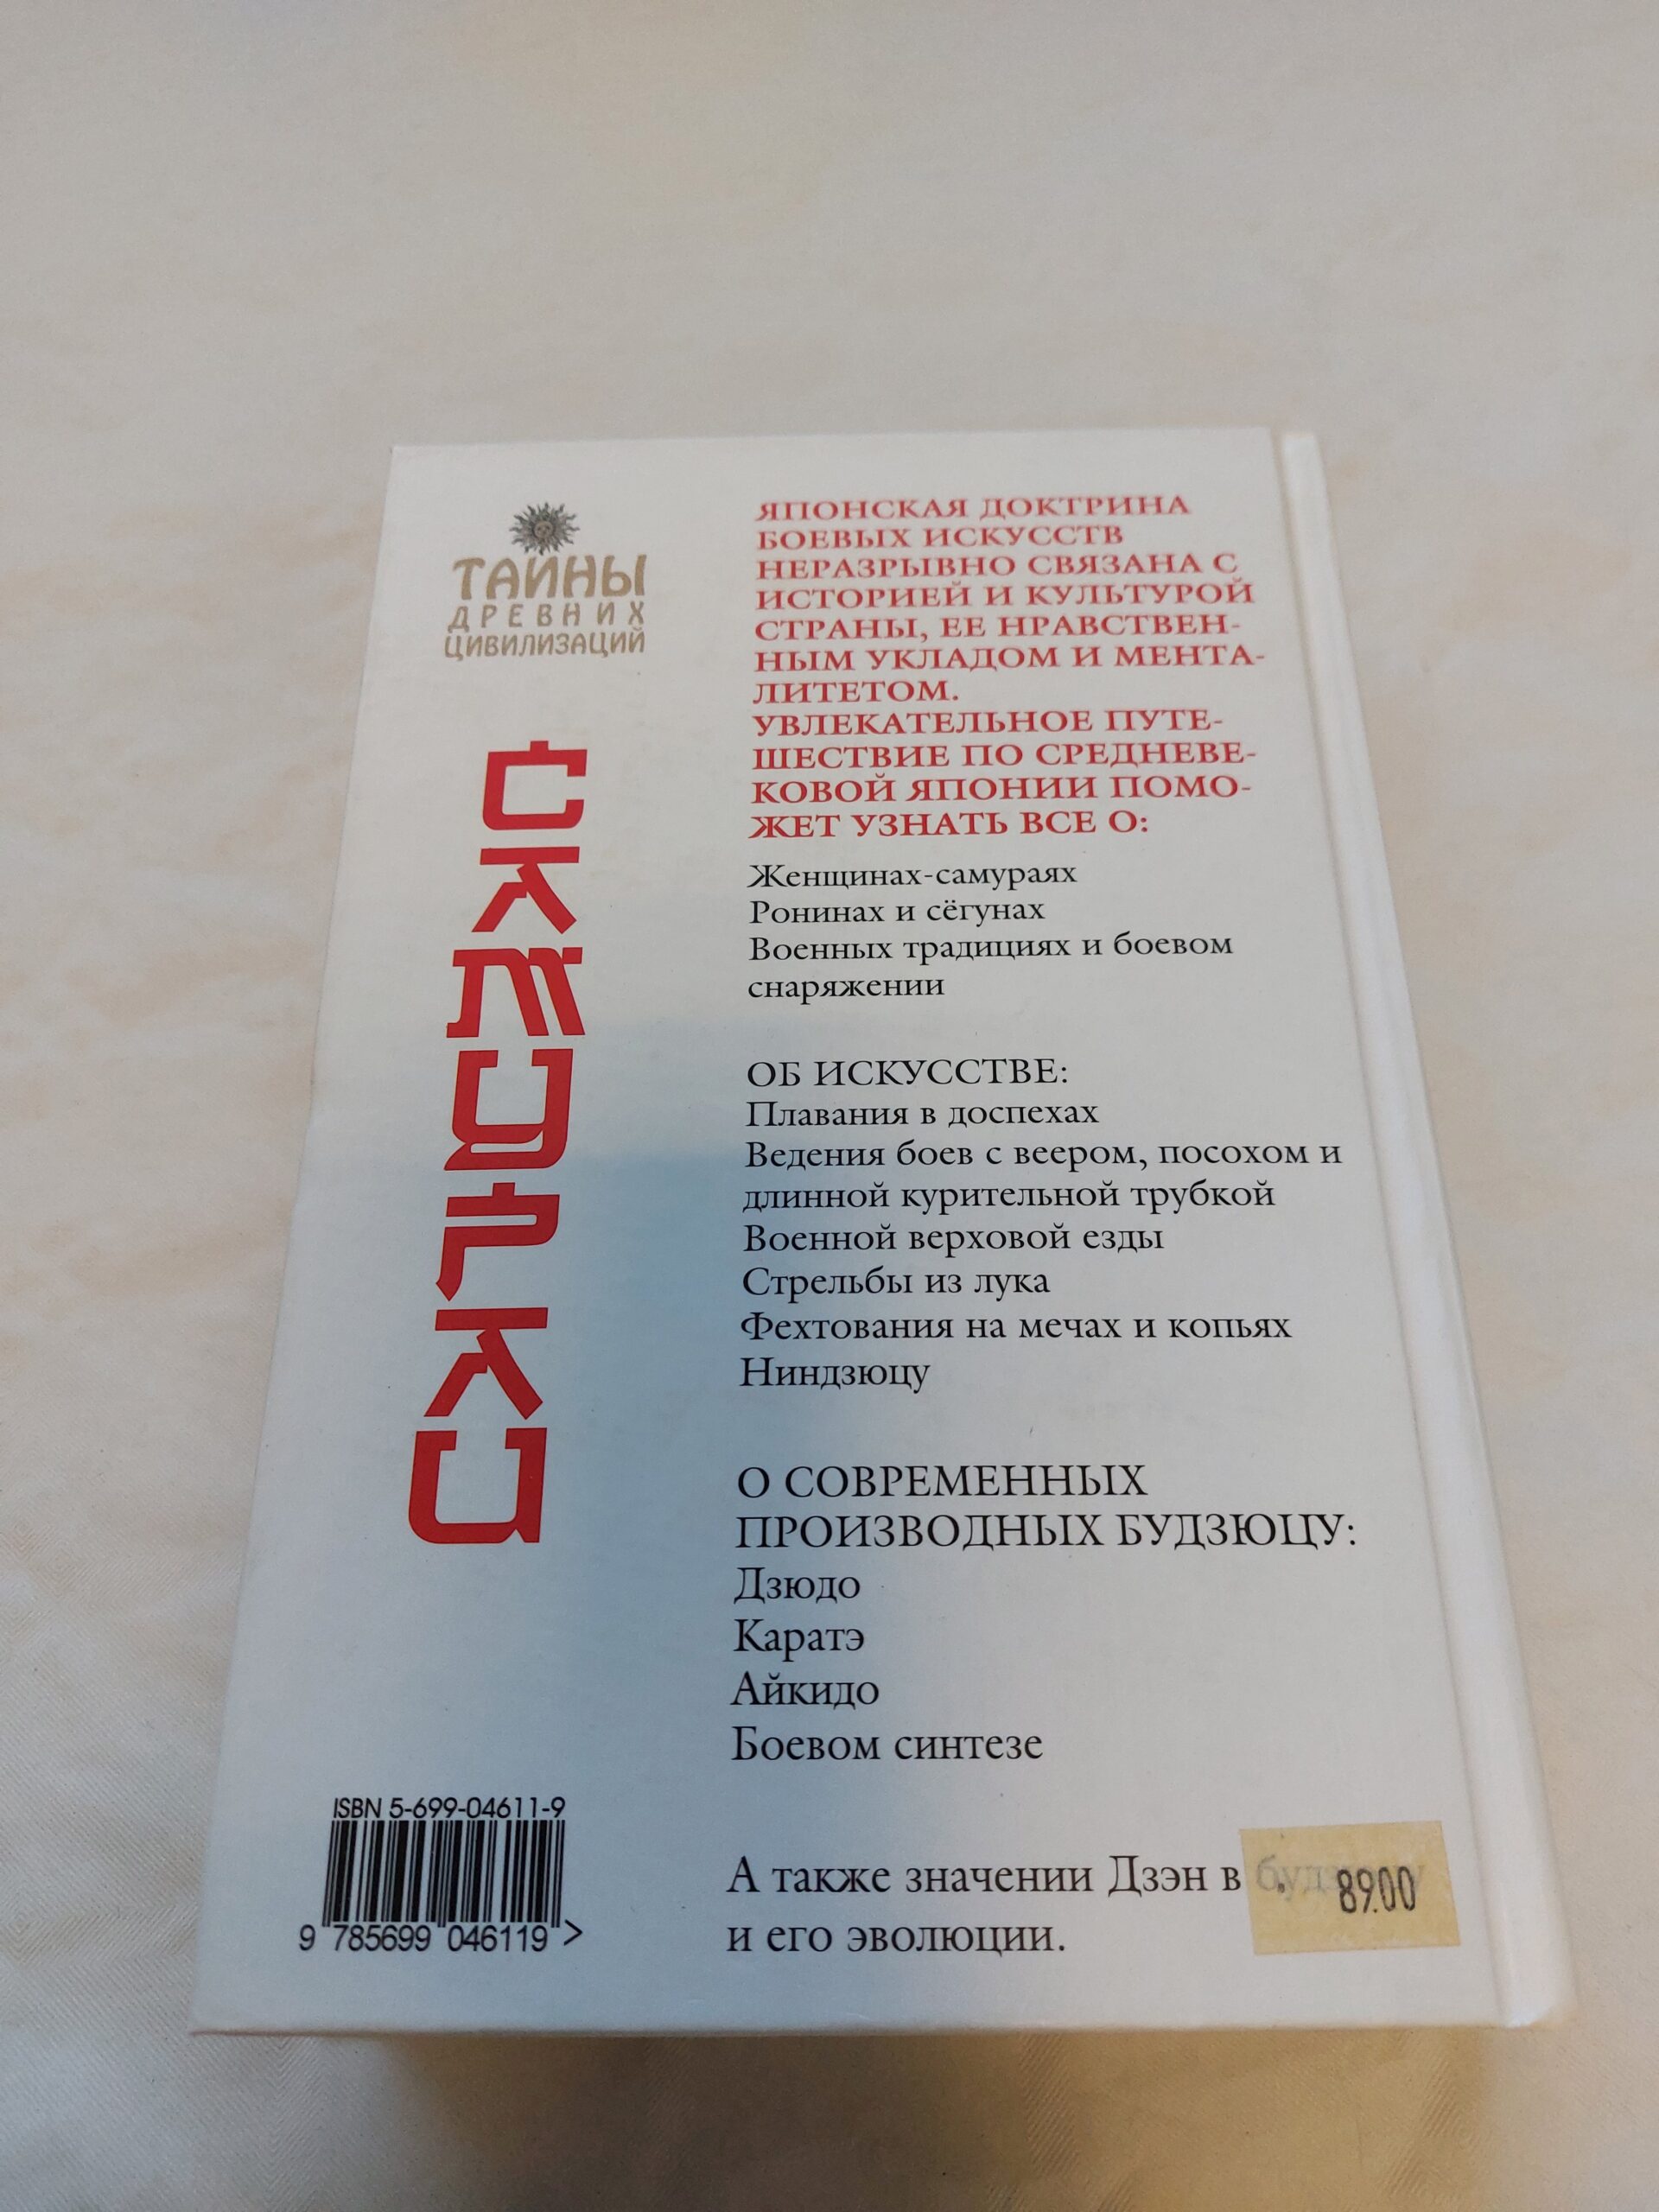 ТАЙНЫ
ДРЕВНИХ
ЦИВИЛИЗАЦИЙ
САМУРАИ
ЯПОНСКАЯ ДОКТРИНА
БОЕВЫХ ИСКУССТВ
НЕРАЗРЫВНО СВЯЗАНА С
ИСТОРИЕЙ И КУЛЬТУРОЙ
СТРАНЫ, ЕЕ НРАВСТВЕН-
НЫМ УКЛАДОМ И МЕНТА-
ЛИТЕТОМ.
УВЛЕКАТЕЛЬНОЕ ПУТЕ-
ШЕСТВИЕ ПО СРЕДНЕВЕ-
КОВОЙ ЯПОНИИ ПОМО-
ЖЕТ УЗНАТЬ ВСЕ О:
Женщинах-самураях
Ронинах и сёгунах
Военных традициях и боевом
снаряжении
ОБ ИСКУССТВЕ:
Плавания в доспехах
Ведения боев с веером, посохом и
длинной курительной трубкой
Военной верховой езды
Стрельбы из лука
Фехтования на мечах и копьях
Ниндзюцу
О СОВРЕМЕННЫХ
ПРОИЗВОДНЫХ БУДЗЮЦУ:
Дзюдо
Каратэ
Айкидо
Боевом синтезе
А также значении Дзэн в
и его эволюции.
89.00
ISBN 5-699-04611-9
9 785699 046119 >